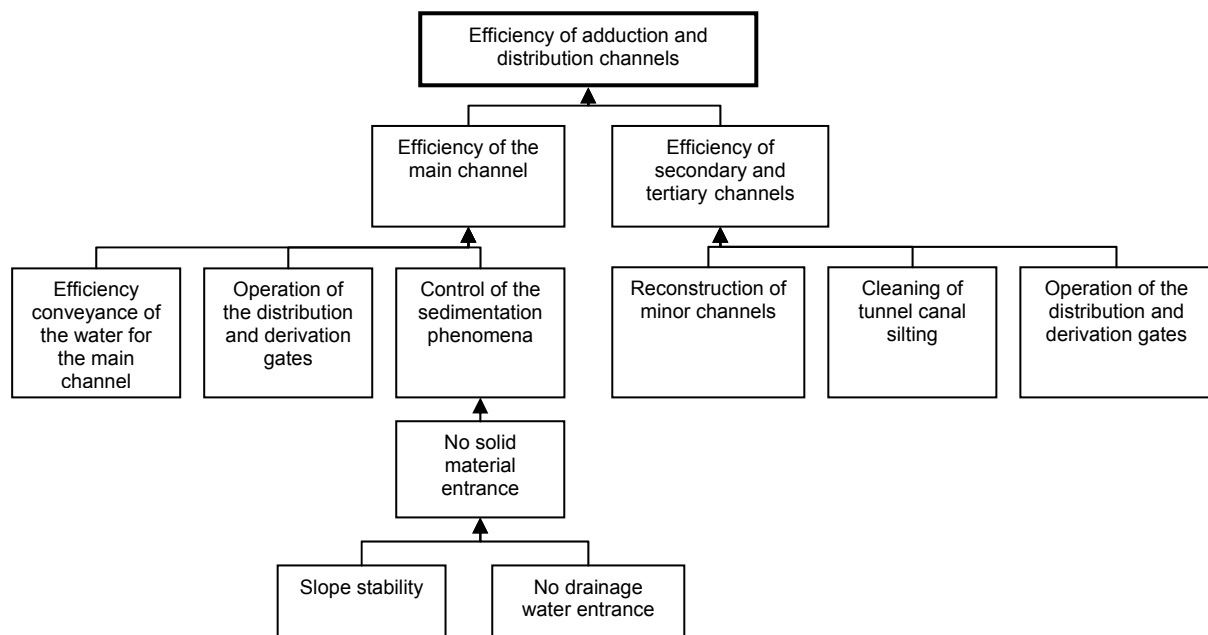 Efficiency of adduction and
distribution channels
Efficiency of the
main channel
Efficiency of
secondary and
tertiary channels
Efficiency
conveyance of
the water for
the main
channel
Operation of
the distribution
and derivation
gates
Control of the
sedimentation
phenomena
Reconstruction of
minor channels
Cleaning of
tunnel canal
silting
Operation of the
distribution and
derivation gates
No solid
material
entrance
Slope stability
No drainage
water entrance